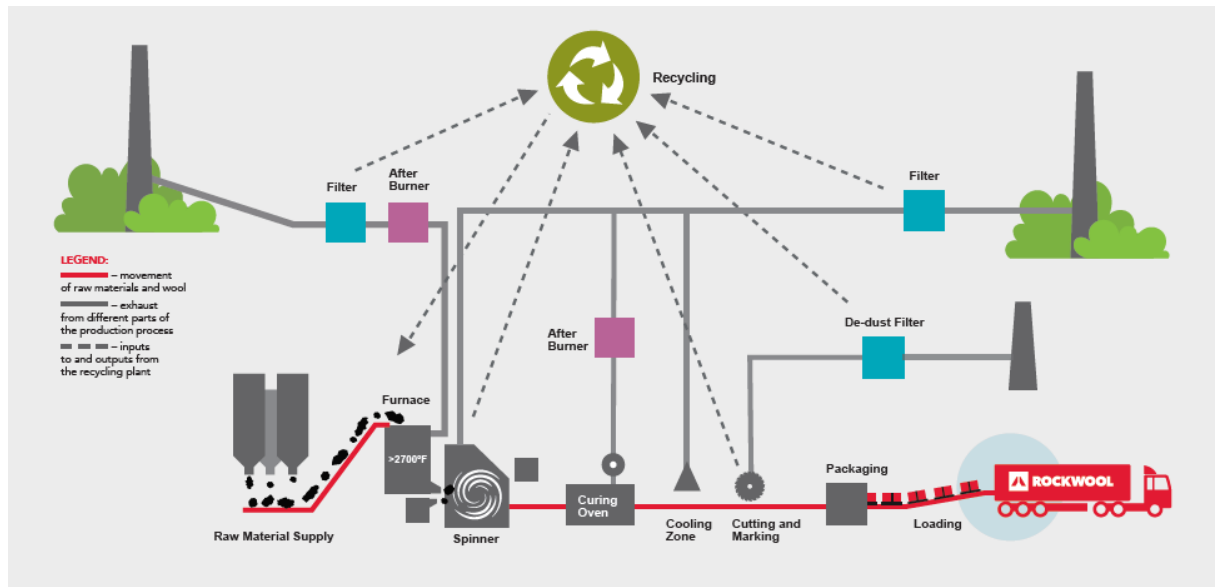 Recycling
Filter
After
Burner
Filter
LEGEND:
– movement
of raw materials and wool
– exhaust
from different parts of
the production process
– inputs
to and outputs from
the recycling plant
After
Burner
De-dust Filter
Furnace
>2700ºF
Packaging
ROCKWOOL
Curing
Oven
Raw Material Supply
Spinner
Cooling
Zone
Cutting and
Marking
Loading